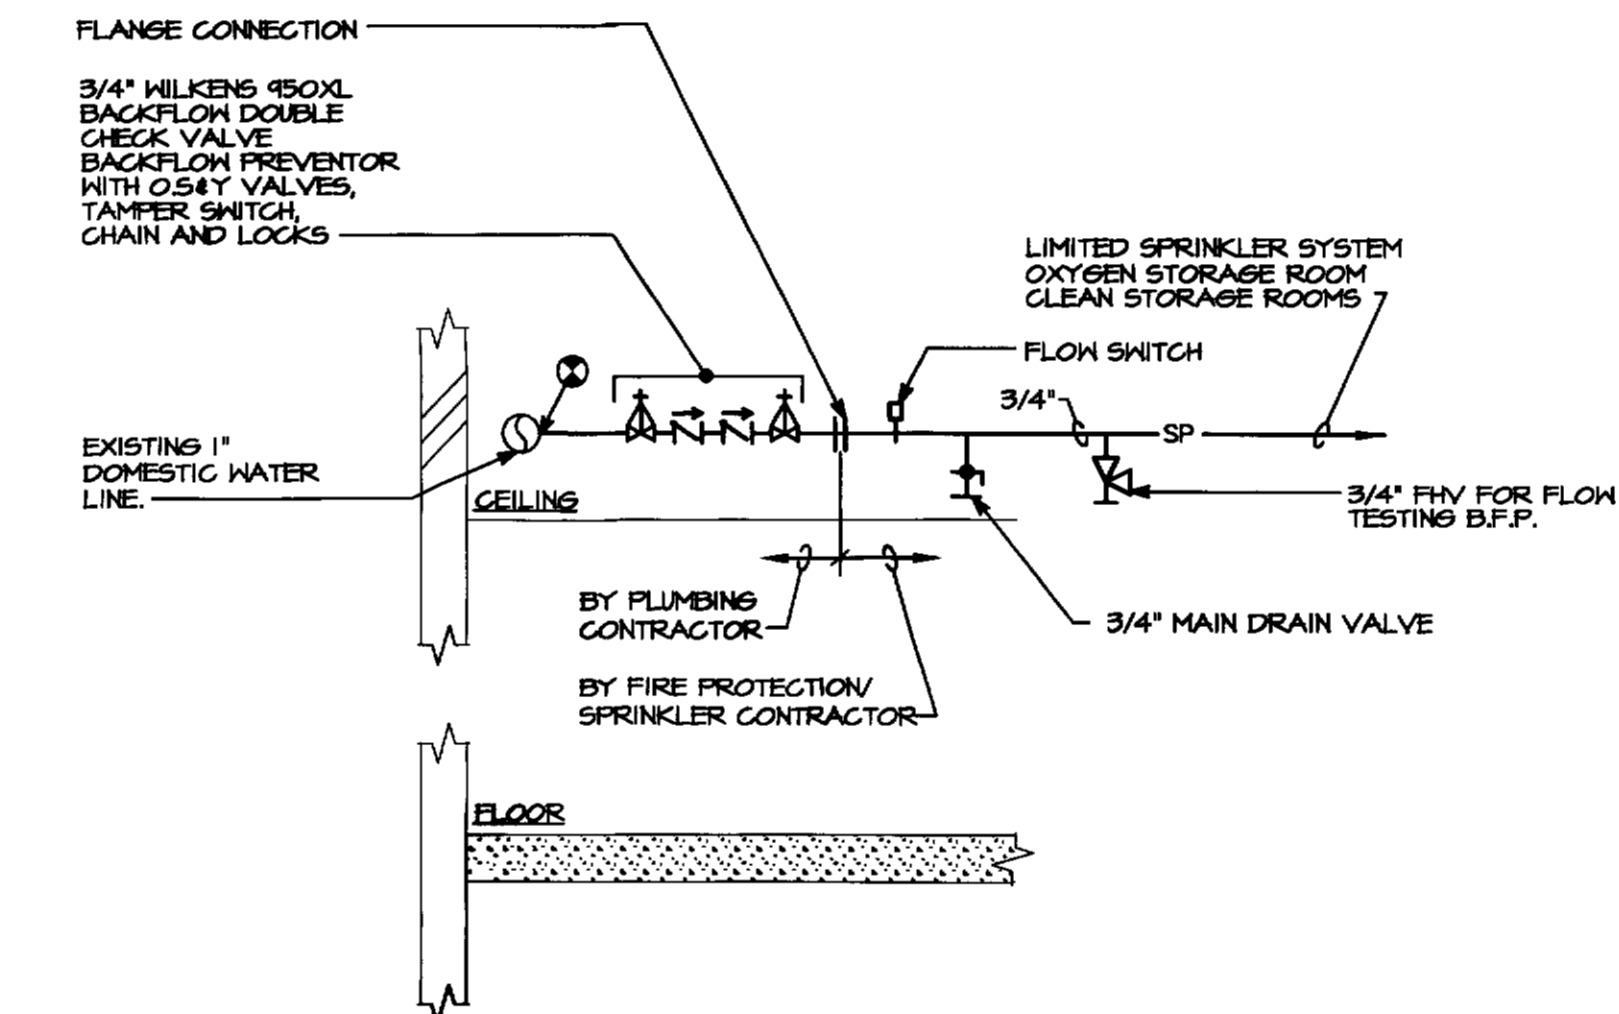 FLANGE CONNECTION
3/4" WILKENS 950XL
BACKFLOW DOUBLE
CHECK VALVE
BACKFLOW PREVENTOR
WITH O.S&Y VALVES,
TAMPER SWITCH,
CHAIN AND LOCKS
LIMITED SPRINKLER SYSTEM
OXYGEN STORAGE ROOM
CLEAN STORAGE ROOMS
FLOW SWITCH
3/4"
SP
EXISTING 1"
DOMESTIC WATER
LINE.
CEILING
3/4" FHV FOR FLOW
TESTING B.F.P.
BY PLUMBING
CONTRACTOR
3/4" MAIN DRAIN VALVE
BY FIRE PROTECTION/
SPRINKLER CONTRACTOR
FLOOR